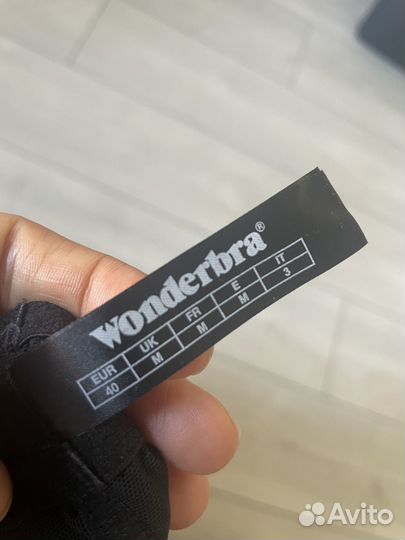 Wonderbra®
EUR UK FR E IT
40 M M M 3
Avito